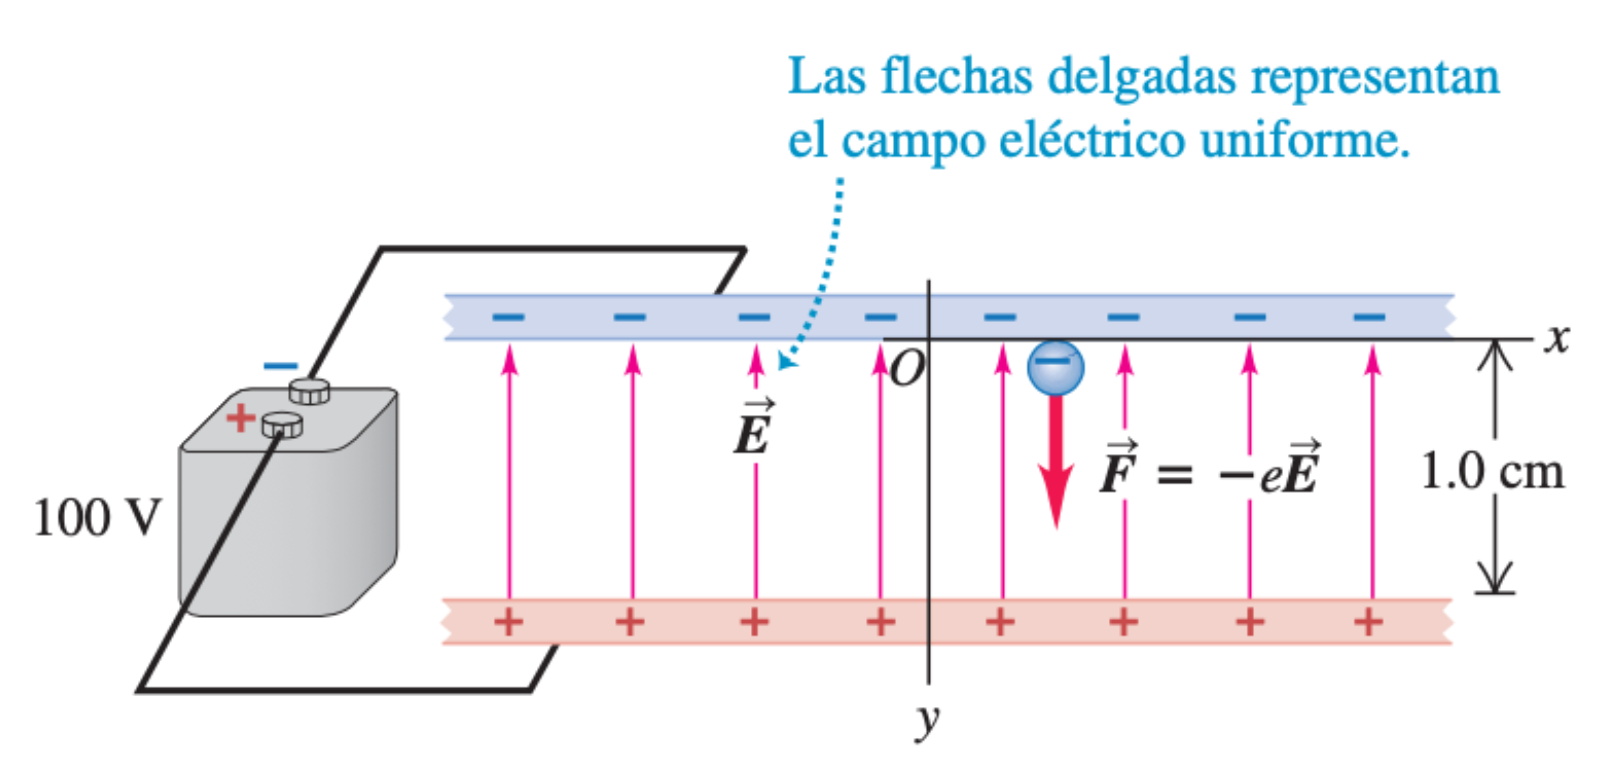 Las flechas delgadas representan
el campo eléctrico uniforme.
− − − − − − − −
x
O
−
−
+
E⃗
F⃗ = −eE⃗
1.0 cm
100 V
+ + + + + + + +
y